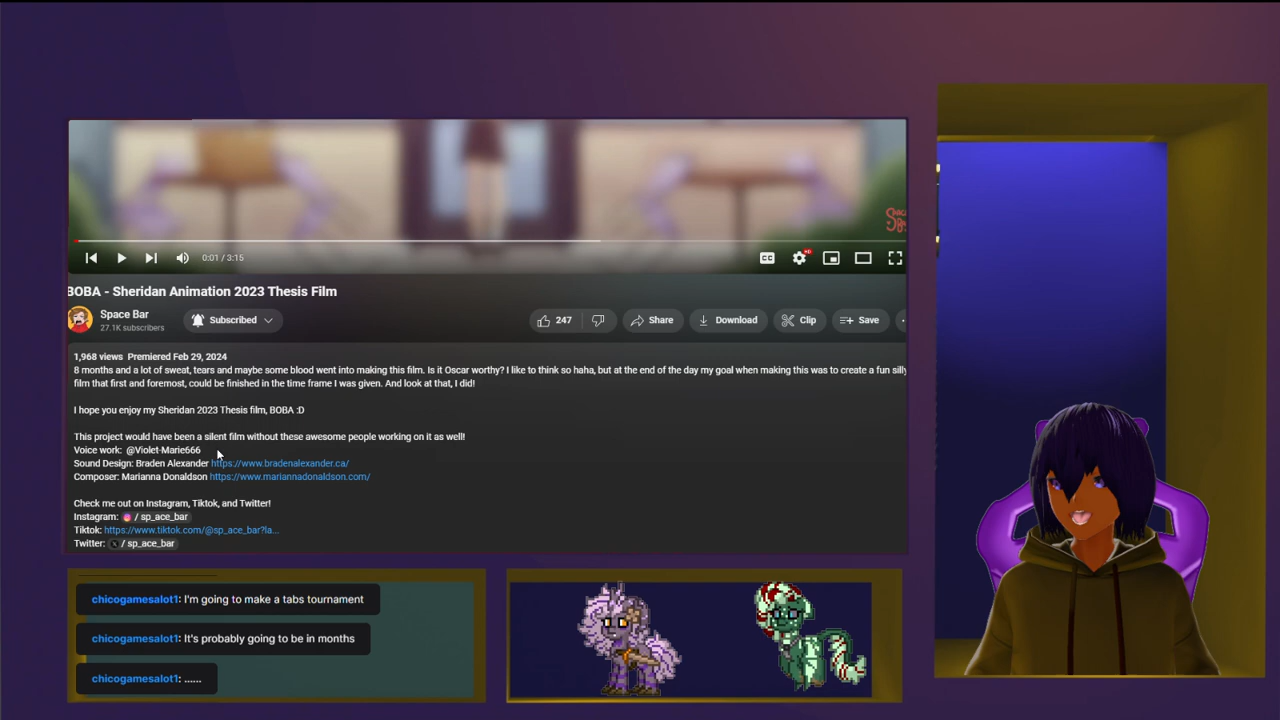 0:01 / 3:15
CC
BOBA - Sheridan Animation 2023 Thesis Film
Space Bar
27.1K subscribers
Subscribed
247
Share
Download
Clip
Save
1,968 views Premiered Feb 29, 2024
8 months and a lot of sweat, tears and maybe some blood went into making this film. Is it Oscar worthy? I like to think so haha, but at the end of the day my goal when making this was to create a fun silly
film that first and foremost, could be finished in the time frame I was given. And look at that, I did!
I hope you enjoy my Sheridan 2023 Thesis film, BOBA :D
This project would have been a silent film without these awesome people working on it as well!
Voice work: @Violet-Marie666
Sound Design: Braden Alexander https://www.bradenalexander.ca/
Composer: Marianna Donaldson https://www.mariannadonaldson.com/
Check me out on Instagram, Tiktok, and Twitter!
Instagram: / sp_ace_bar
Tiktok: https://www.tiktok.com/@sp_ace_bar?la...
Twitter: / sp_ace_bar
chicogamesalot1: I'm going to make a tabs tournament
chicogamesalot1: It's probably going to be in months
chicogamesalot1: ......